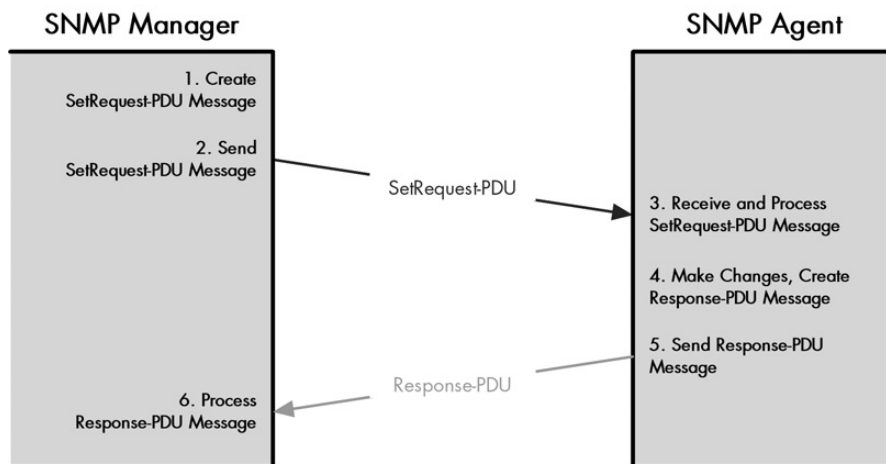 SNMP Manager
SNMP Agent
1. Create
SetRequest-PDU Message
2. Send
SetRequest-PDU Message
SetRequest-PDU
3. Receive and Process
SetRequest-PDU Message
4. Make Changes, Create
Response-PDU Message
5. Send Response-PDU
Message
Response-PDU
6. Process
Response-PDU Message